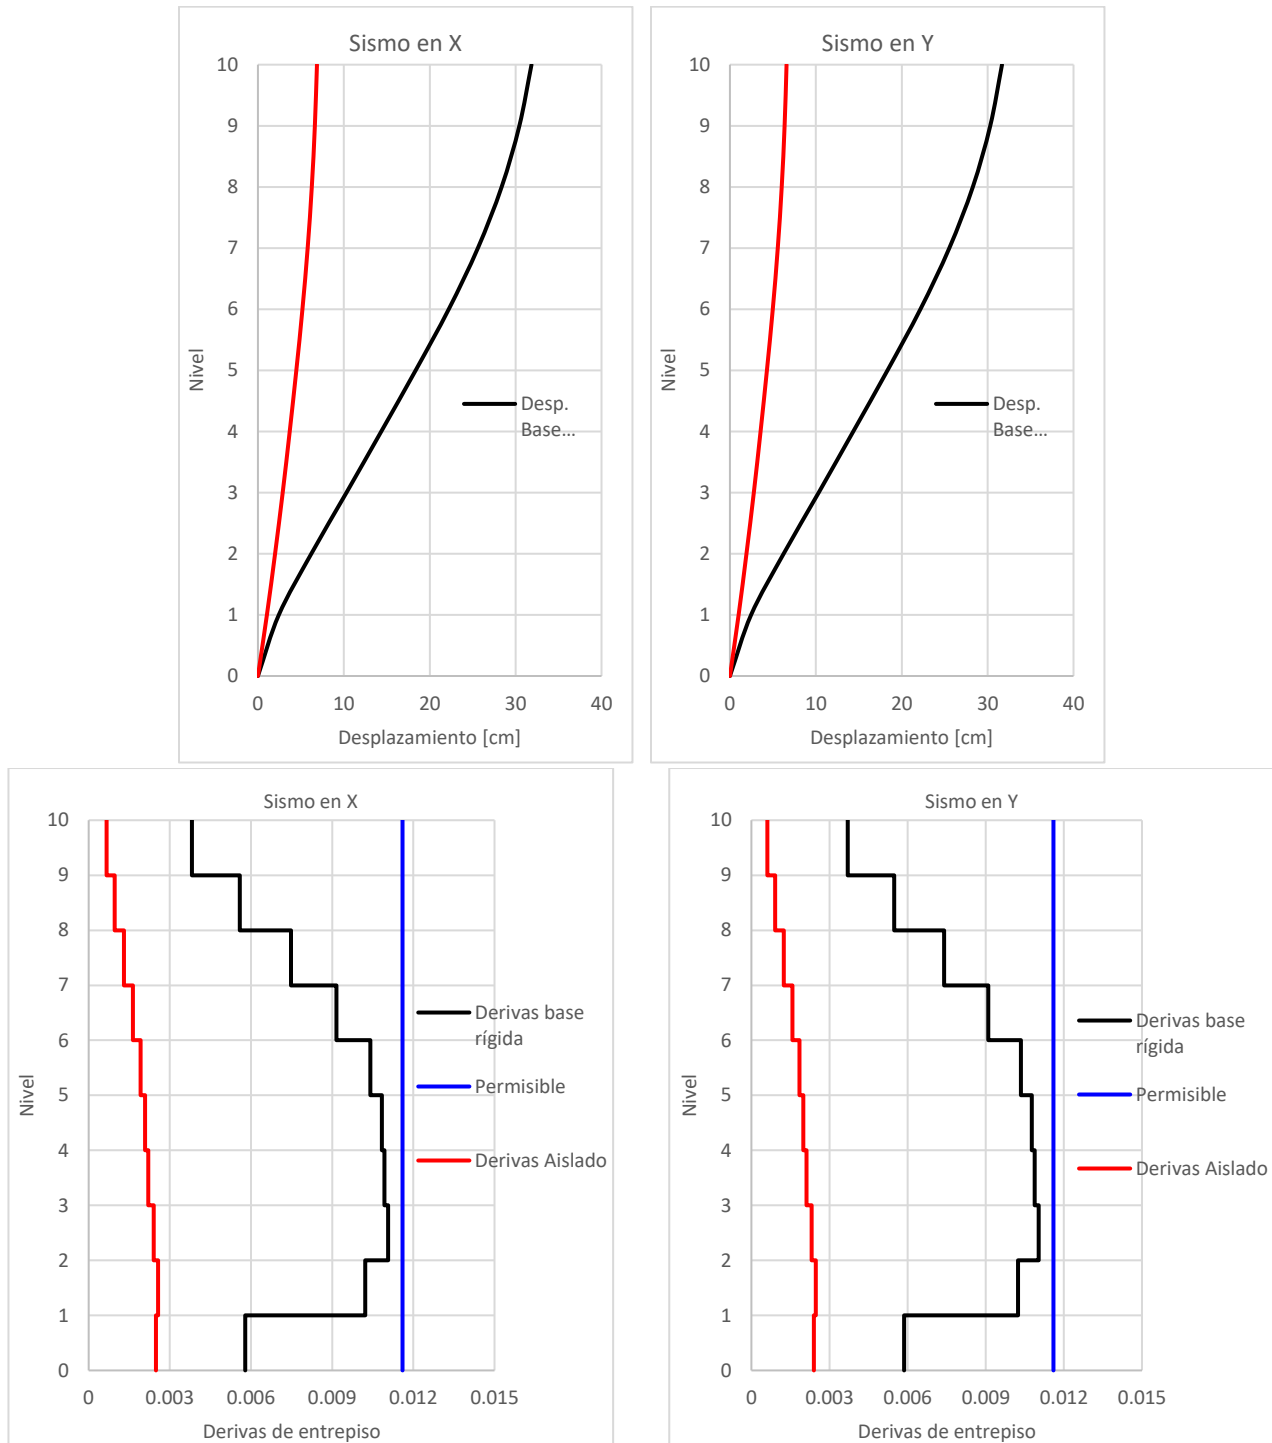 Sismo en X
10
9
8
7
6
5
4
3
2
1
0
Nivel
Desp.
Base...
0 10 20 30 40
Desplazamiento [cm]
Sismo en Y
10
9
8
7
6
5
4
3
2
1
0
Nivel
Desp.
Base...
0 10 20 30 40
Desplazamiento [cm]
Sismo en X
10
9
8
7
6
5
4
3
2
1
0
Nivel
Derivas base
rígida
Permisible
Derivas Aislado
0 0.003 0.006 0.009 0.012 0.015
Derivas de entrepiso
Sismo en Y
10
9
8
7
6
5
4
3
2
1
0
Nivel
Derivas base
rígida
Permisible
Derivas Aislado
0 0.003 0.006 0.009 0.012 0.015
Derivas de entrepiso